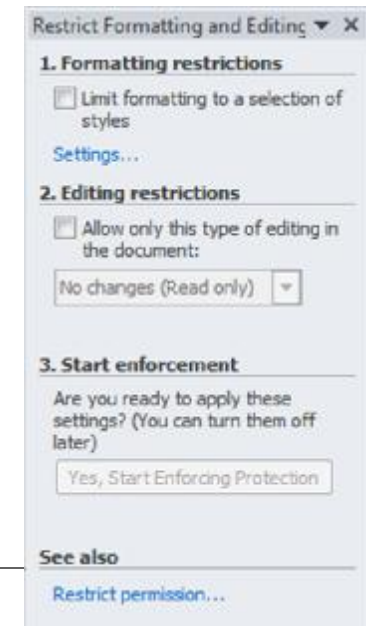 Restrict Formatting and Editing
1. Formatting restrictions
Limit formatting to a selection of
styles
Settings...
2. Editing restrictions
Allow only this type of editing in
the document:
No changes (Read only)
3. Start enforcement
Are you ready to apply these
settings? (You can turn them off
later)
Yes, Start Enforcing Protection
See also
Restrict permission...